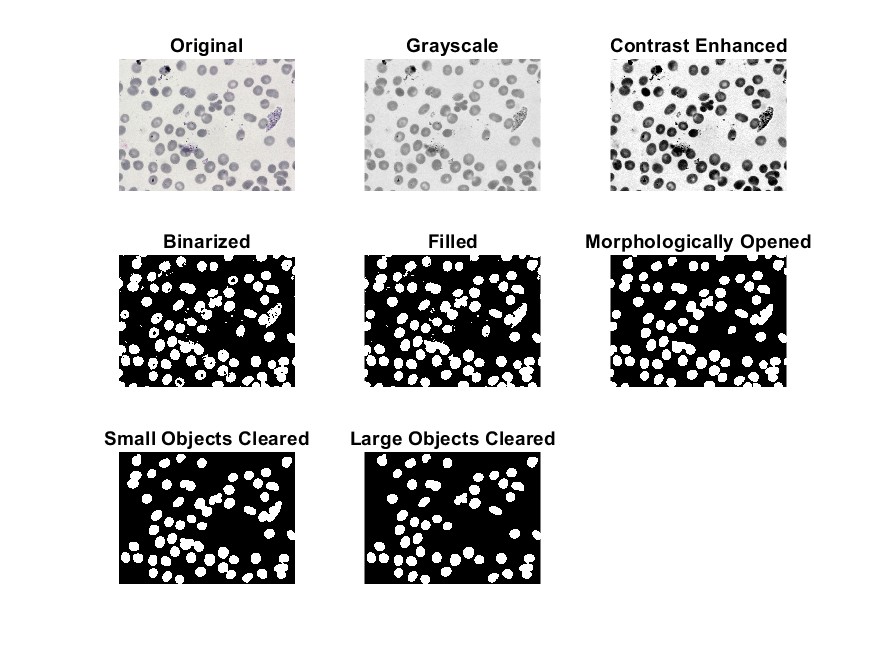 Original
Grayscale
Contrast Enhanced
Binarized
Filled
Morphologically Opened
Small Objects Cleared
Large Objects Cleared